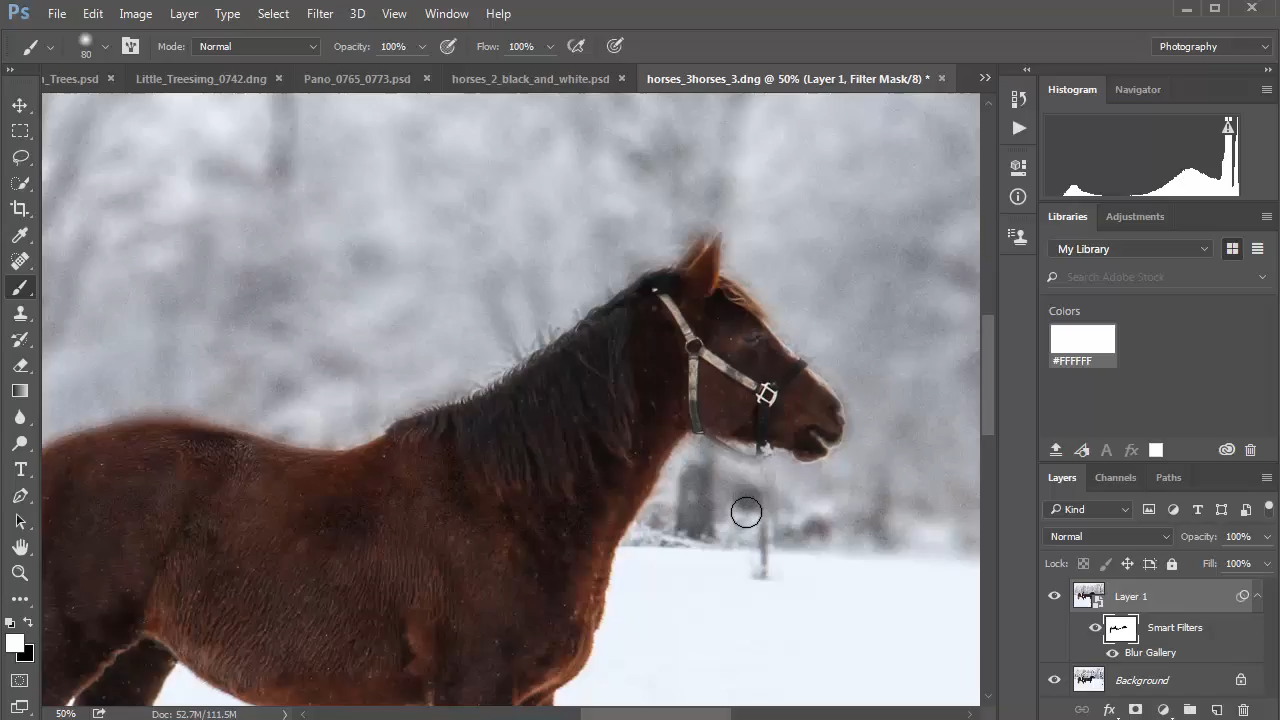 Ps File Edit Image Layer Type Select Filter 3D View Window Help
80 Mode: Normal Opacity: 100% Flow: 100% Photography
_Trees.psd Little_Treesimg_0742.dng Pano_0765_0773.psd horses_2_black_and_white.psd horses_3horses_3.dng @ 50% (Layer 1, Filter Mask/8) *
Histogram Navigator
Libraries Adjustments
My Library
Search Adobe Stock
Colors
#FFFFFF
Layers Channels Paths
Kind
Normal Opacity: 100%
Lock: Fill: 100%
Layer 1
Smart Filters
Blur Gallery
Background
50% Doc: 52.7M/111.5M